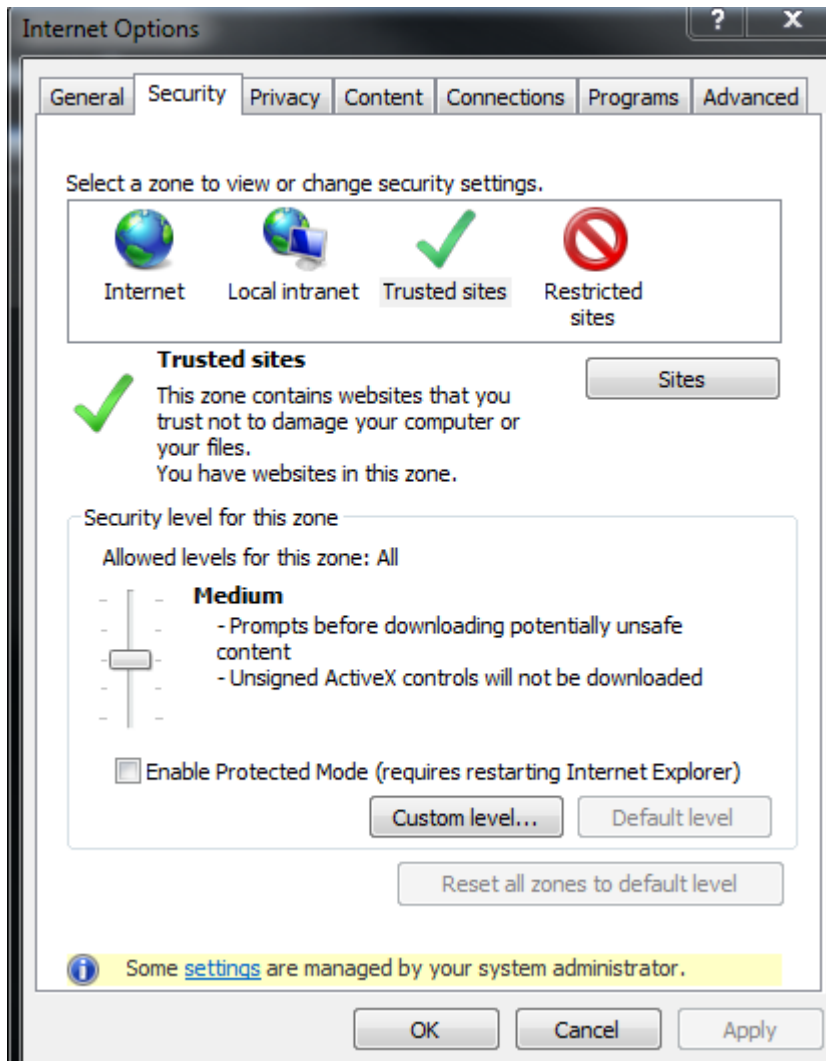 Internet Options
? x
General Security Privacy Content Connections Programs Advanced
Select a zone to view or change security settings.
Internet Local intranet Trusted sites Restricted
sites
Trusted sites
Sites
This zone contains websites that you
trust not to damage your computer or
your files.
You have websites in this zone.
Security level for this zone
Allowed levels for this zone: All
Medium
- Prompts before downloading potentially unsafe
content
- Unsigned ActiveX controls will not be downloaded
Enable Protected Mode (requires restarting Internet Explorer)
Custom level... Default level
Reset all zones to default level
Some settings are managed by your system administrator.
OK Cancel Apply